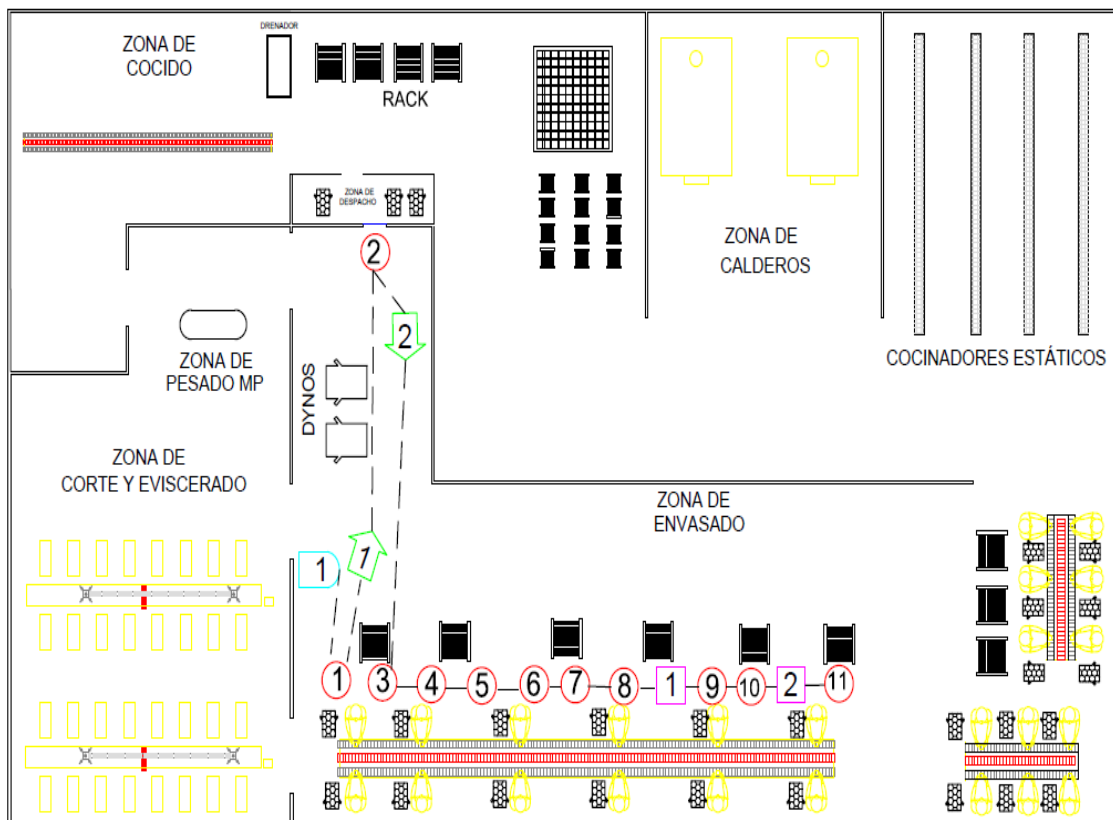 ZONA DE
COCIDO
DRENADOR
RACK
ZONA DE
DESPACHO
ZONA DE
CALDEROS
COCINADORES ESTÁTICOS
2
2
ZONA DE
PESADO MP
DYNOS
ZONA DE
CORTE Y EVISCERADO
ZONA DE
ENVASADO
1
1
1
3
4
5
6
7
8
1
9
10
2
11